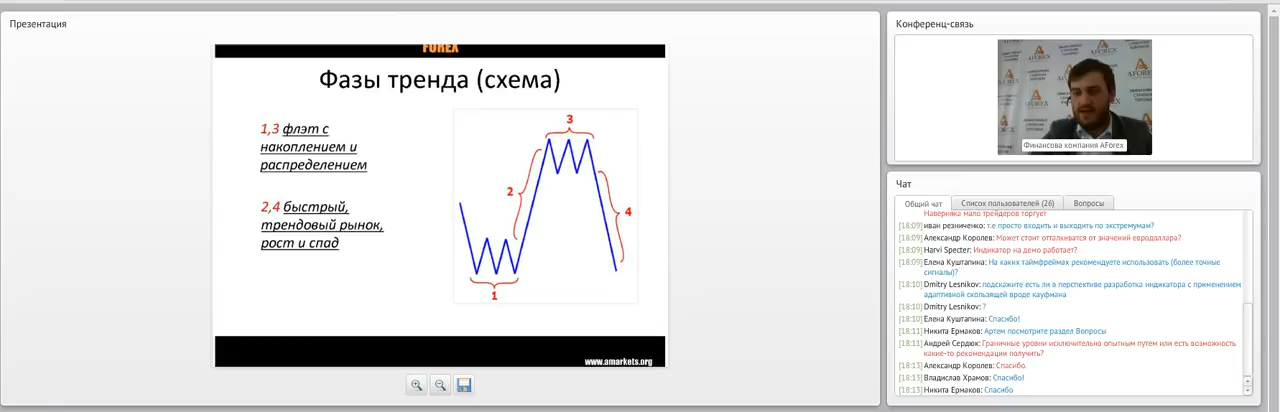 Презентация
FOREX
Фазы тренда (схема)
1,3 флэт с
накоплением и
распределением
2,4 быстрый,
трендовый рынок,
рост и спад
3
2
4
1
www.amarkets.org
Конференц-связь
AFOREX
AFOREX
Финансова компания AForex
Чат
Общий чат
Список пользователей (26)
Вопросы
Наверняка мало трейдеров торгует
[18:09] иван резниченко: т.е просто входить и выходить по экстремумам?
[18:09] Александр Королев: Может стоит отталкиватся от значений евродоллара?
[18:09] Harvi Specter: Индикатор на демо работает?
[18:09] Елена Куштапина: На каких таймфреймах рекомендуете использовать (более точные
сигналы)?
[18:10] Dmitry Lesnikov: подскажите есть ли в перспективе разработка индикатора с применением
адаптивной скользящей вроде кауфмана
[18:10] Dmitry Lesnikov: ?
[18:10] Елена Куштапина: Спасибо!
[18:11] Никита Ермаков: Артем посмотрите раздел Вопросы
[18:11] Андрей Сердюк: Граничные уровни исключительно опытным путем или есть возможность
какие-то рекомендации получить?
[18:13] Александр Королев: Спасибо.
[18:13] Владислав Храмов: Спасибо!
[18:13] Никита Ермаков: Спасибо